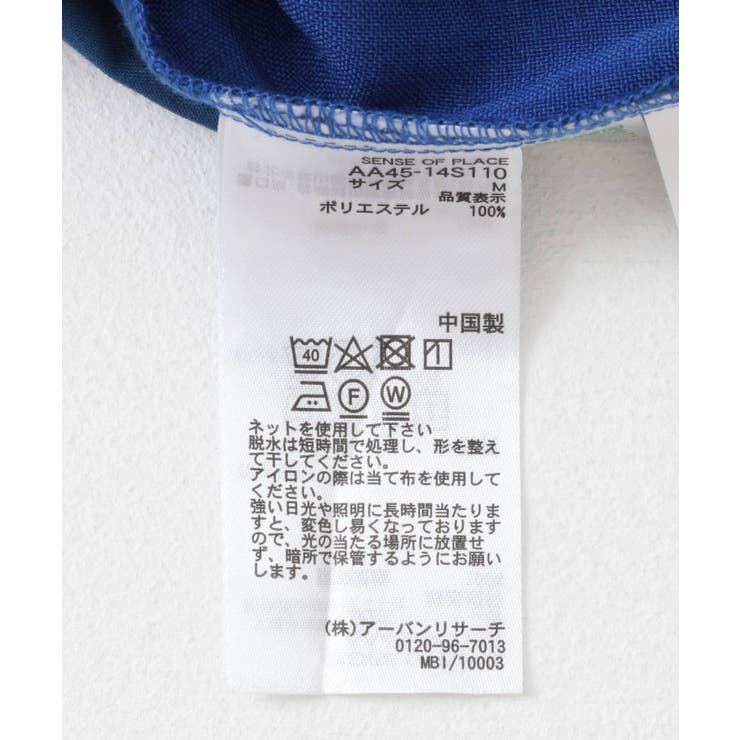 SENSE OF PLACE
AA45-14S110
サイズ M
品質表示
ポリエステル 100%
中国製
40
F W
ネットを使用して下さい
脱水は短時間で処理し、形を整え
て干してください。
アイロンの際は当て布を使用して
ください。
強い日光や照明に長時間当たりま
すと、変色し易くなっております
ので、光の当たる場所に放置せ
ず、暗所で保管するようにお願い
します。
(株)アーバンリサーチ
0120-96-7013
MBI/10003